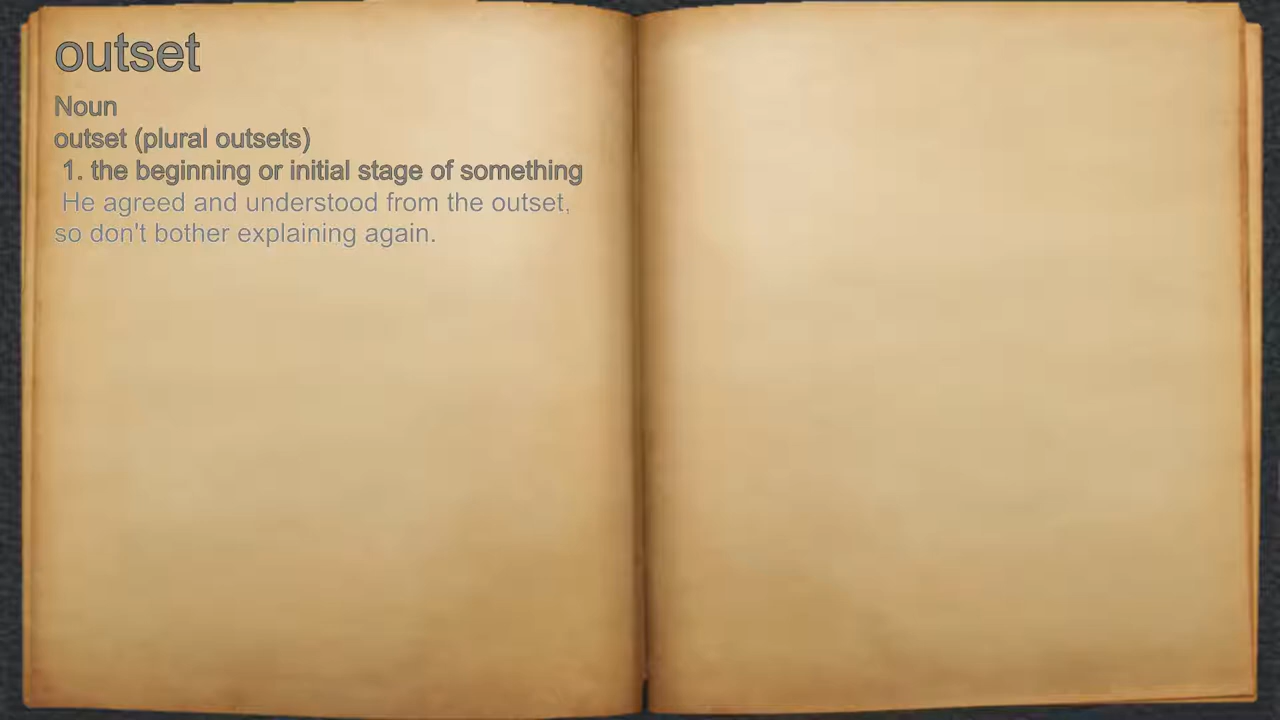 outset
Noun
outset (plural outsets)
1. the beginning or initial stage of something
He agreed and understood from the outset,
so don't bother explaining again.